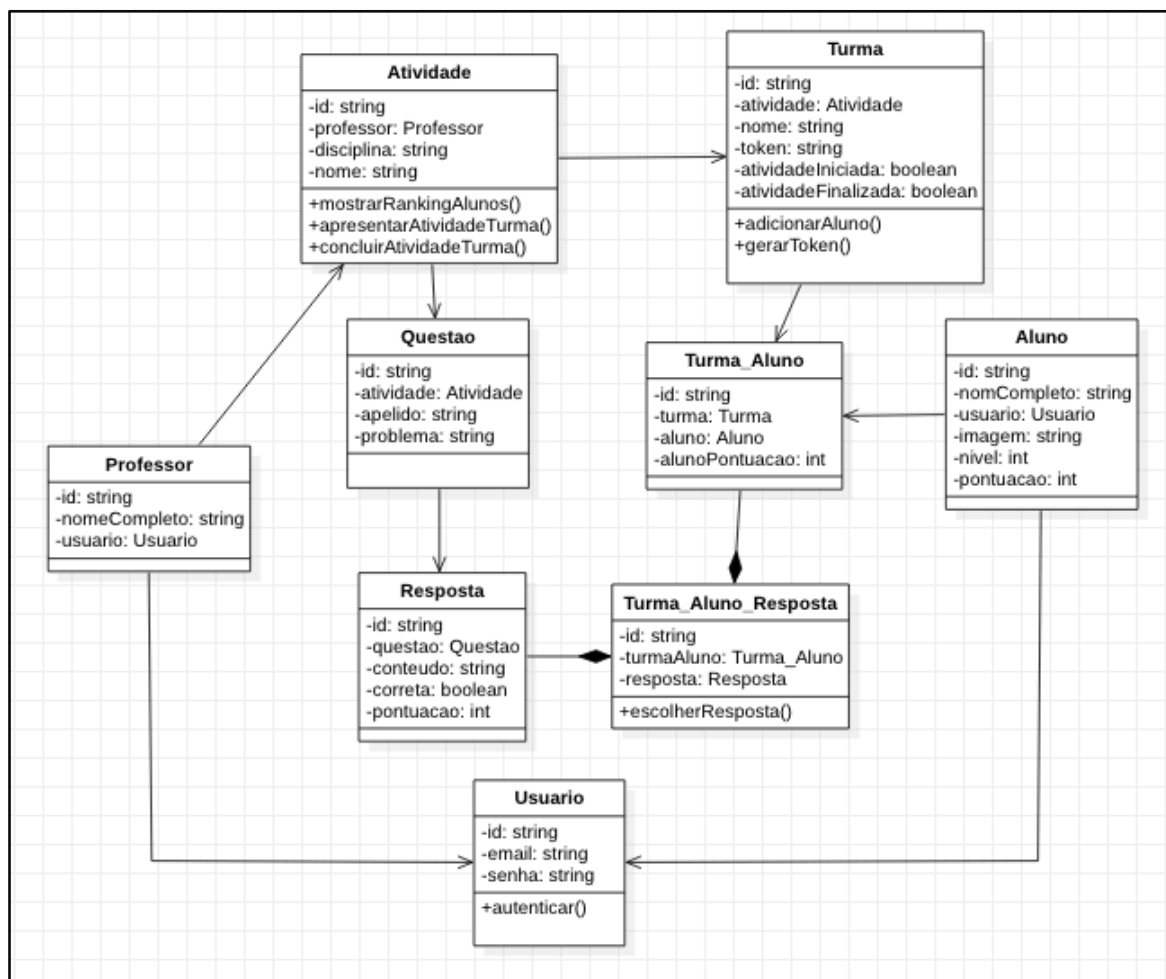 Atividade
-id: string
-professor: Professor
-disciplina: string
-nome: string
+mostrarRankingAlunos()
+apresentarAtividadeTurma()
+concluirAtividadeTurma()
Turma
-id: string
-atividade: Atividade
-nome: string
-token: string
-atividadeIniciada: boolean
-atividadeFinalizada: boolean
+adicionarAluno()
+gerarToken()
Questao
-id: string
-atividade: Atividade
-apelido: string
-problema: string
Turma_Aluno
-id: string
-turma: Turma
-aluno: Aluno
-alunoPontuacao: int
Aluno
-id: string
-nomCompleto: string
-usuario: Usuario
-imagem: string
-nivel: int
-pontuacao: int
Professor
-id: string
-nomeCompleto: string
-usuario: Usuario
Resposta
-id: string
-questao: Questao
-conteudo: string
-correta: boolean
-pontuacao: int
Turma_Aluno_Resposta
-id: string
-turmaAluno: Turma_Aluno
-resposta: Resposta
+escolherResposta()
Usuario
-id: string
-email: string
-senha: string
+autenticar()